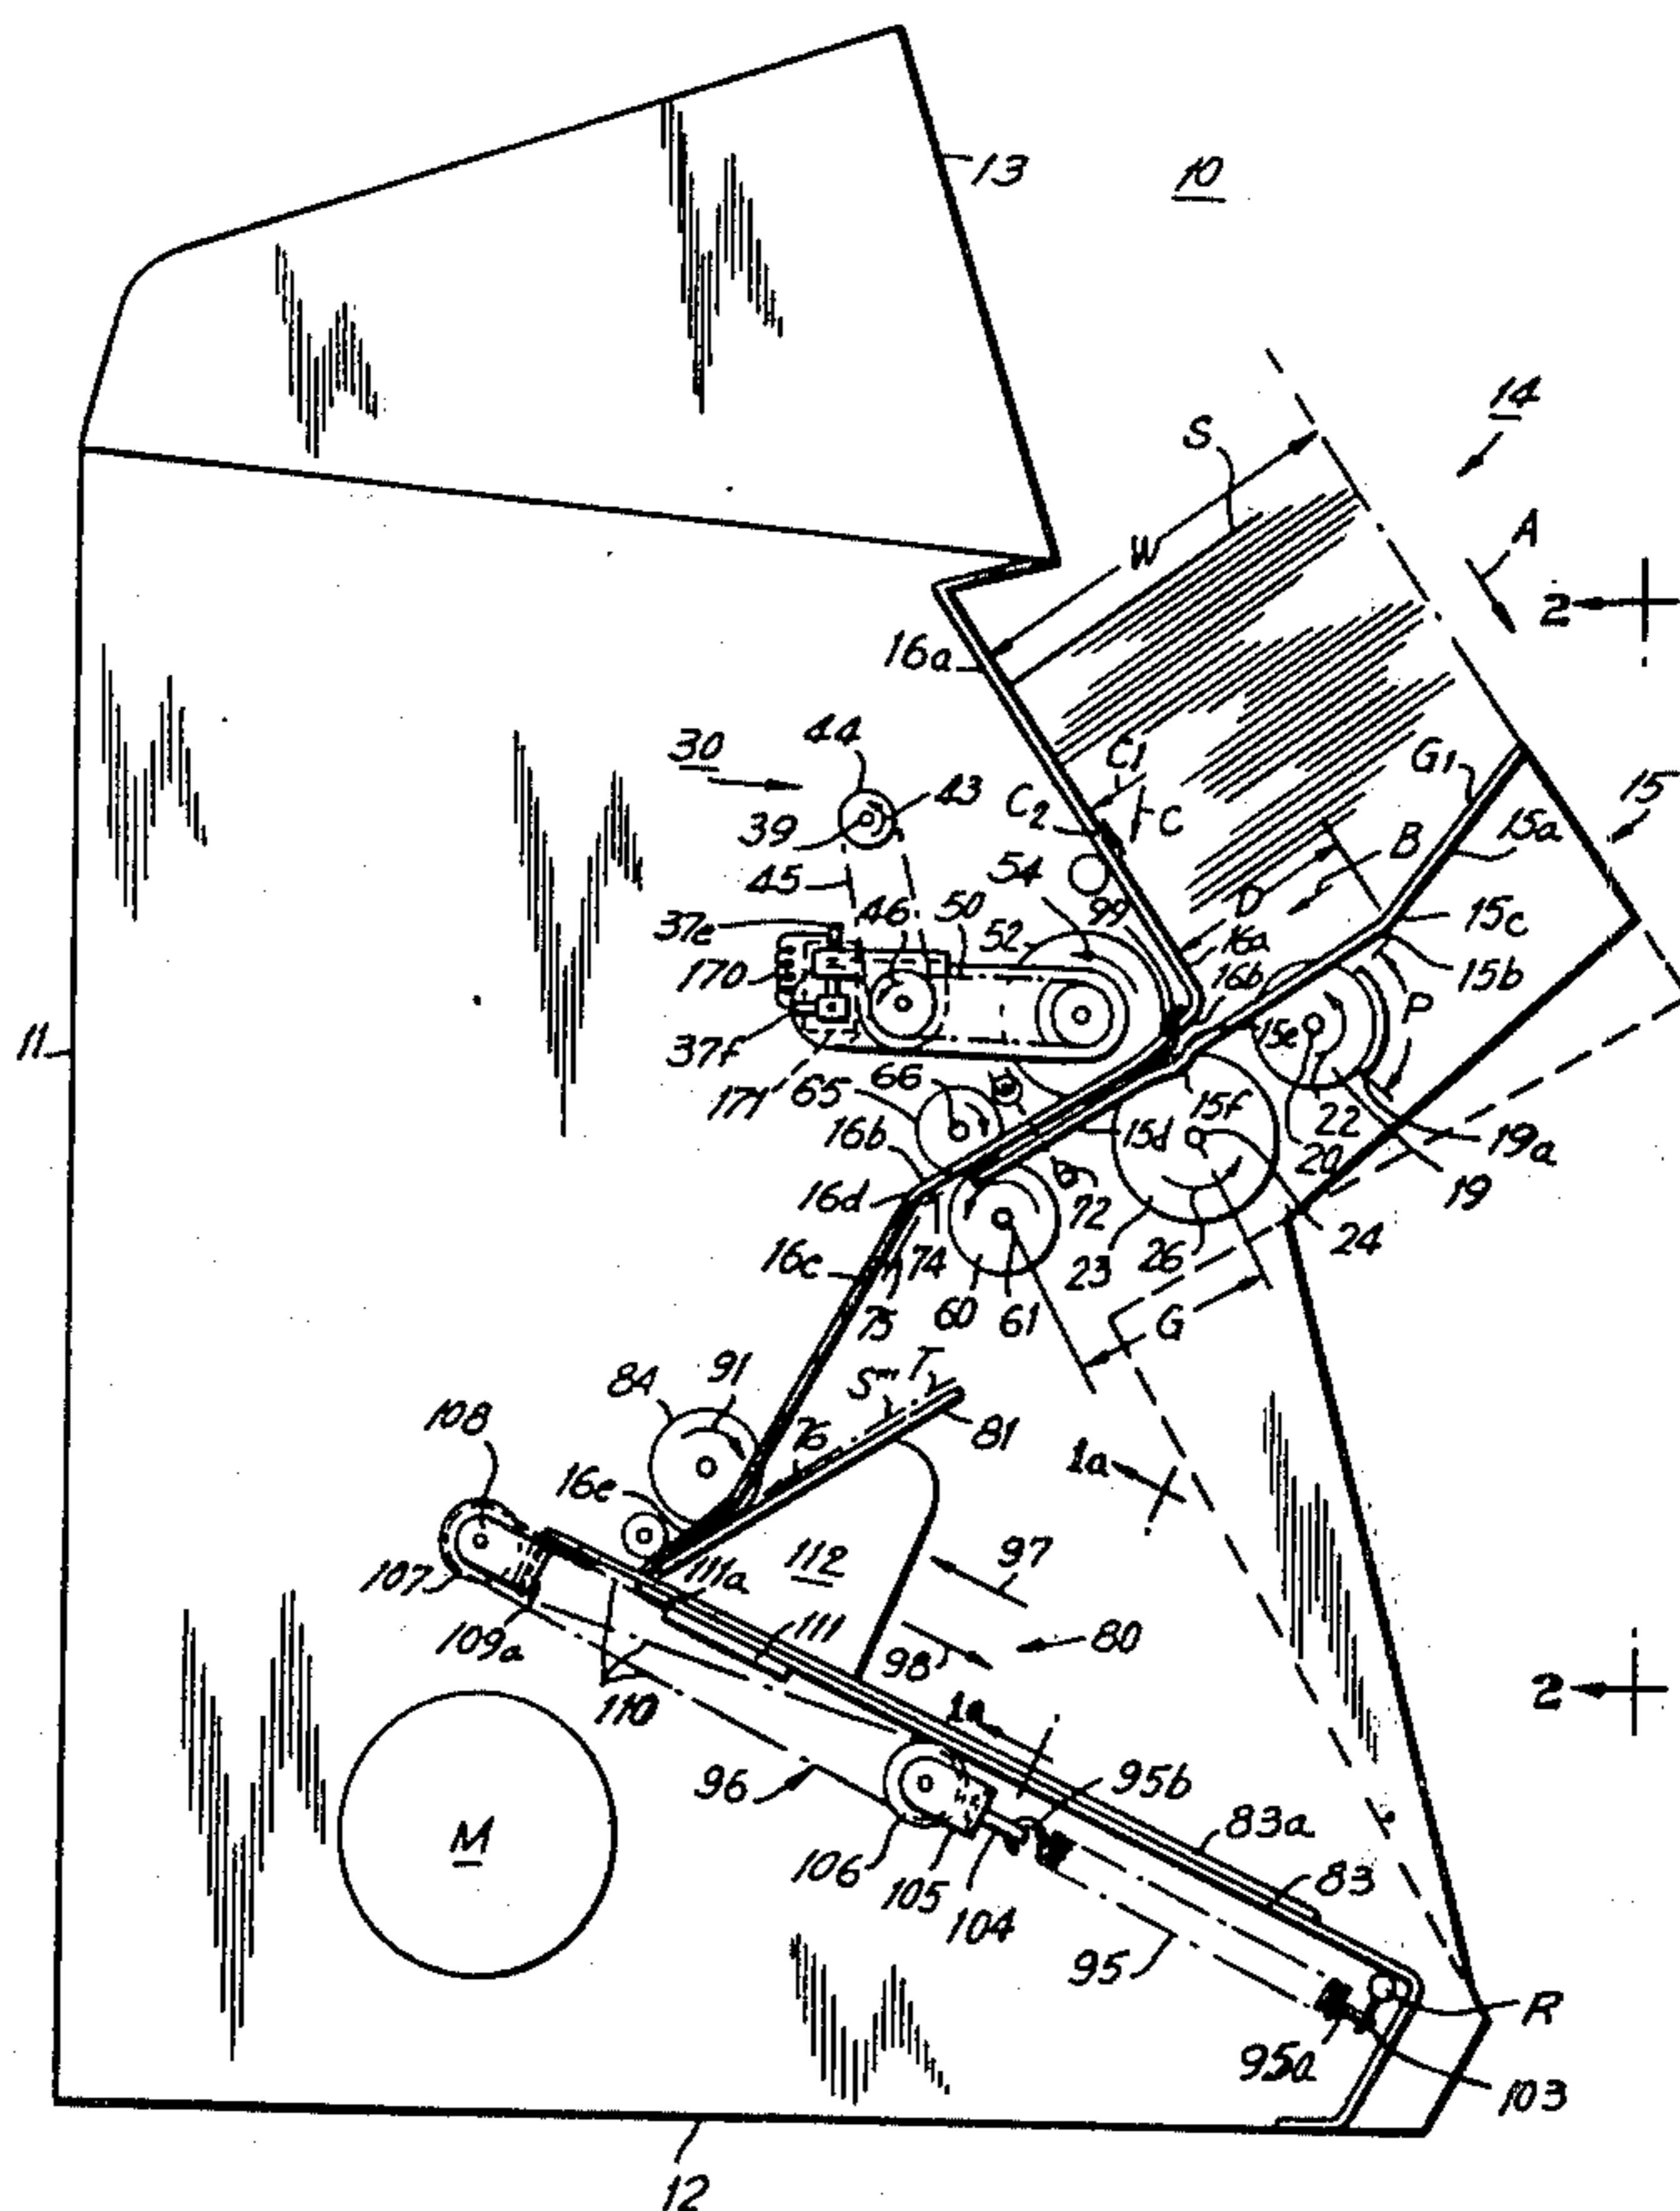 13
10
14
S
W
A
2
16a
30
44
C1
G1
15
43
C2
C
15a
39
B
54
D
45
46
50
99
15c
37e
52
16a
16b
15b
170
P
11
15e
37f
66
171
65
15f
22
16b
15d
19a
20
16d
72
19
74
24
23
26
16c
75
60
61
G
91
T
84
S'''
108
76
81
1a
16e
97
112
107
111a
80
109a
111
98
110
1a
2
96
95b
83a
M
106
83
105
104
95
R
95a
103
12